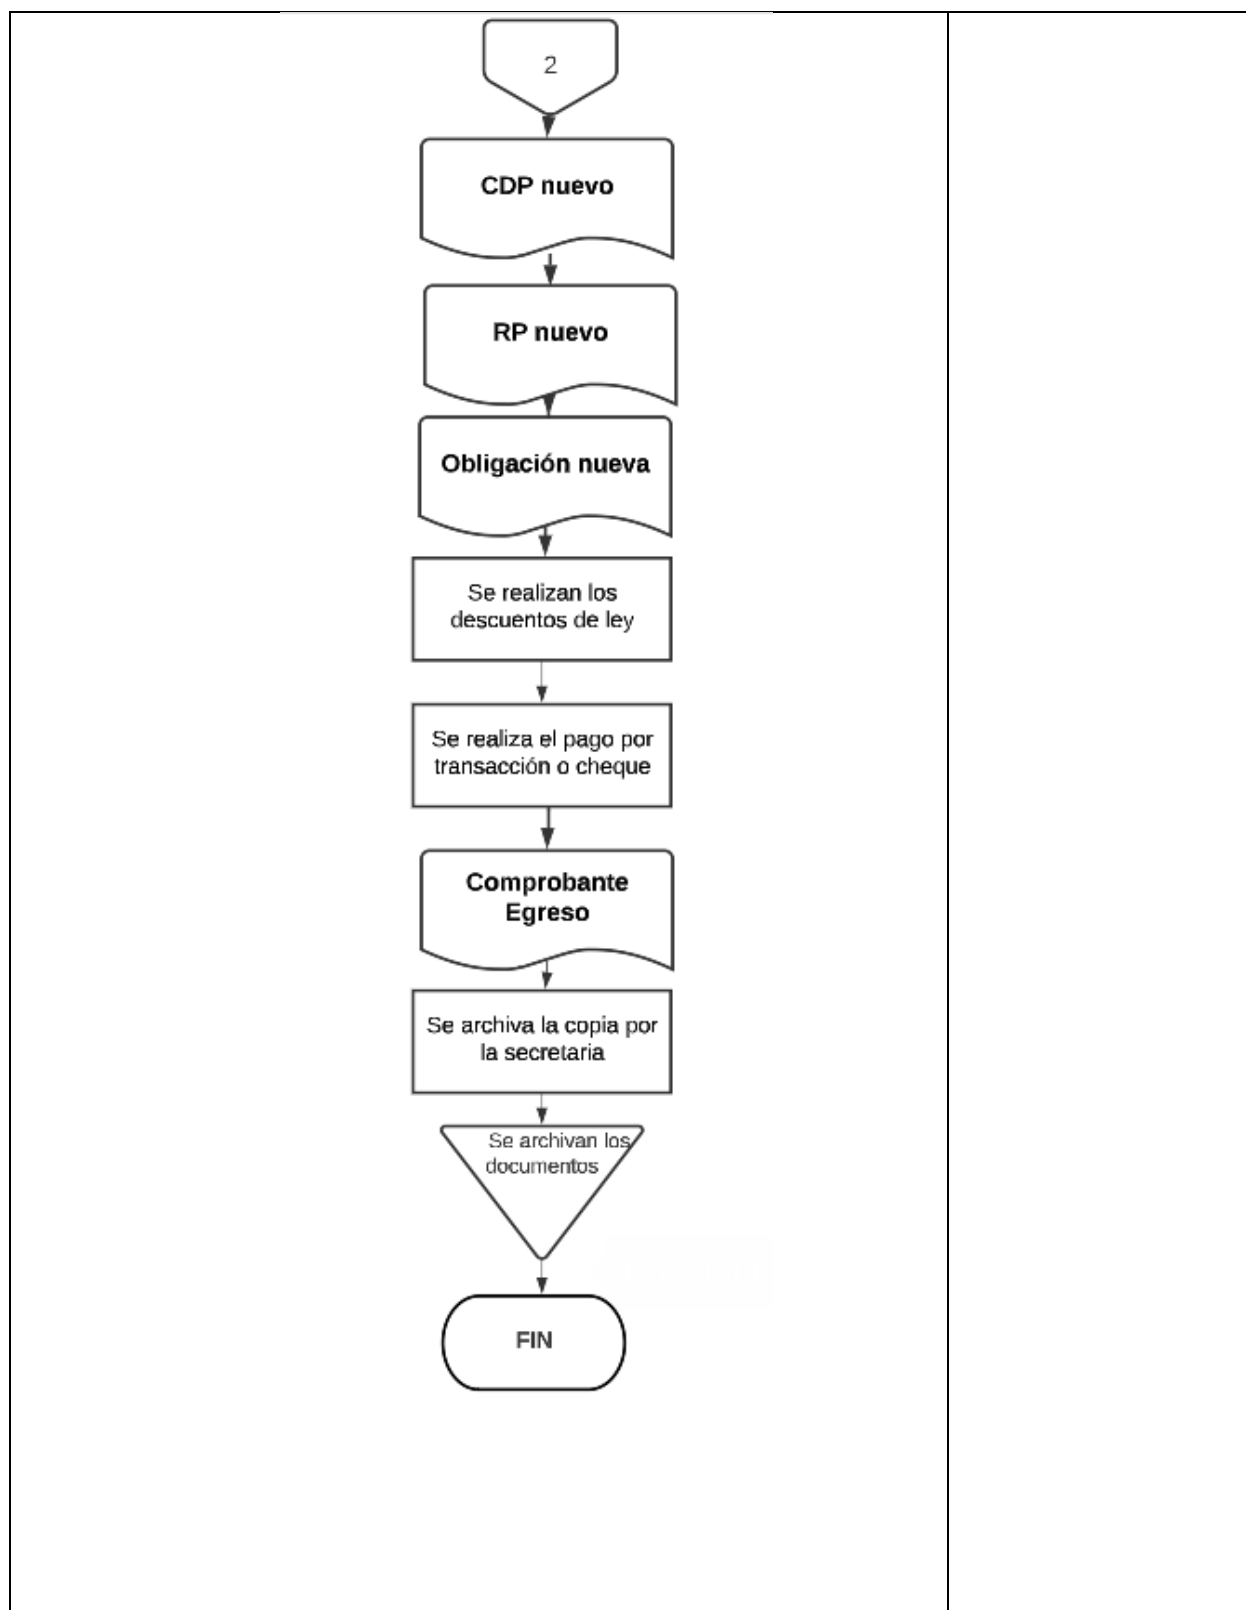 2
CDP nuevo
RP nuevo
Obligación nueva
Se realizan los
descuentos de ley
Se realiza el pago por
transacción o cheque
Comprobante
Egreso
Se archiva la copia por
la secretaria
Se archivan los
documentos
FIN